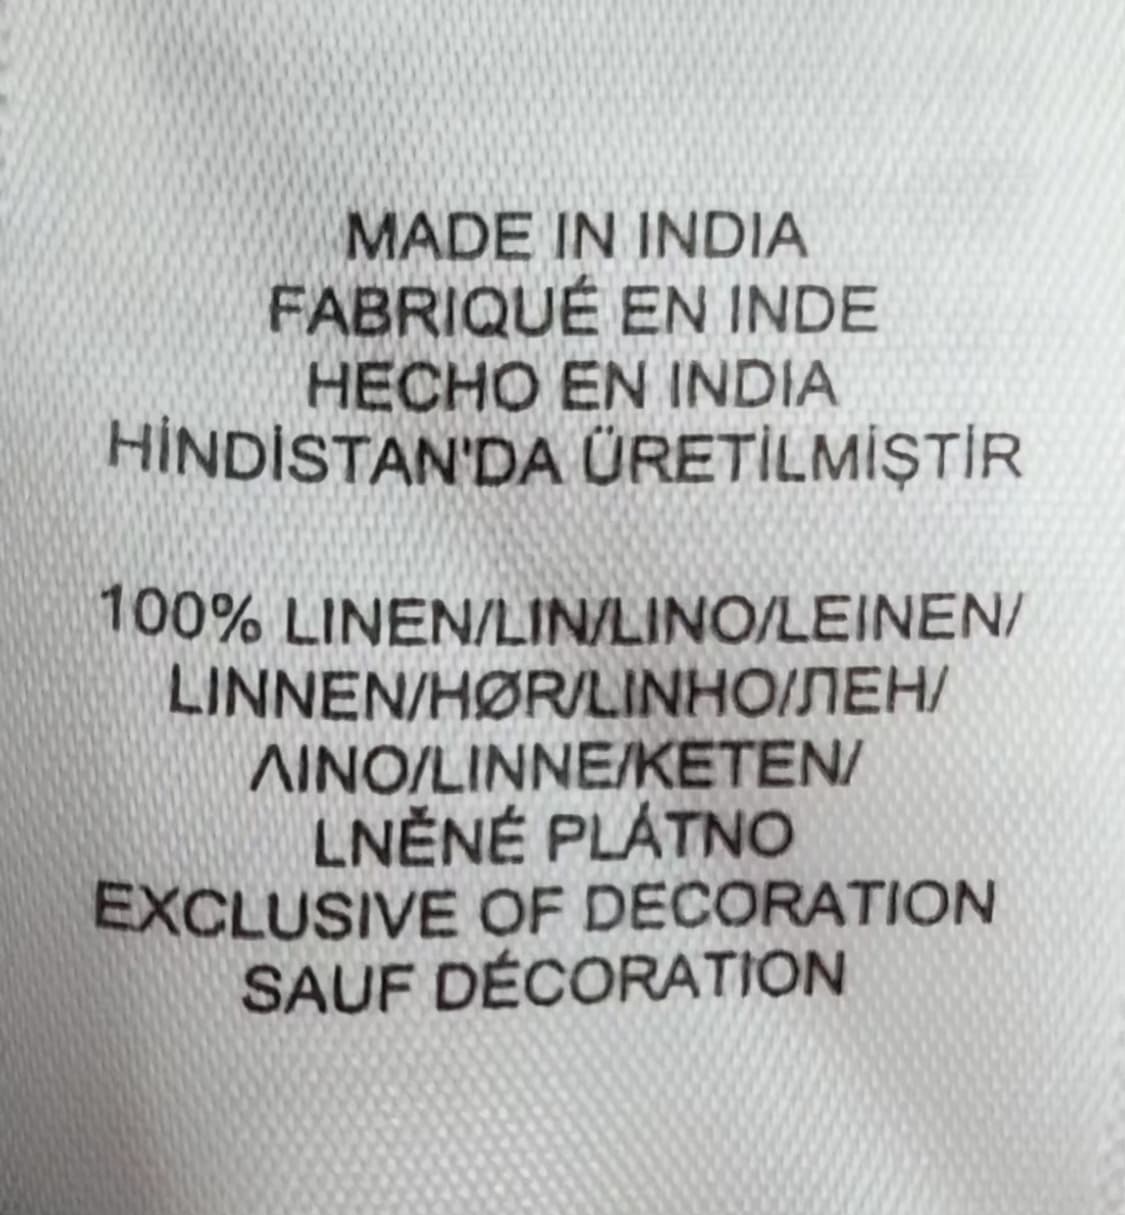 MADE IN INDIA
FABRIQUÉ EN INDE
HECHO EN INDIA
HİNDİSTAN'DA ÜRETİLMİŞTİR
100% LINEN/LIN/LINO/LEINEN/
LINNEN/HØR/LINHO/ЛЕН/
ΛΙΝΟ/LINNE/KETEN/
LNĚNÉ PLÁTNO
EXCLUSIVE OF DECORATION
SAUF DÉCORATION